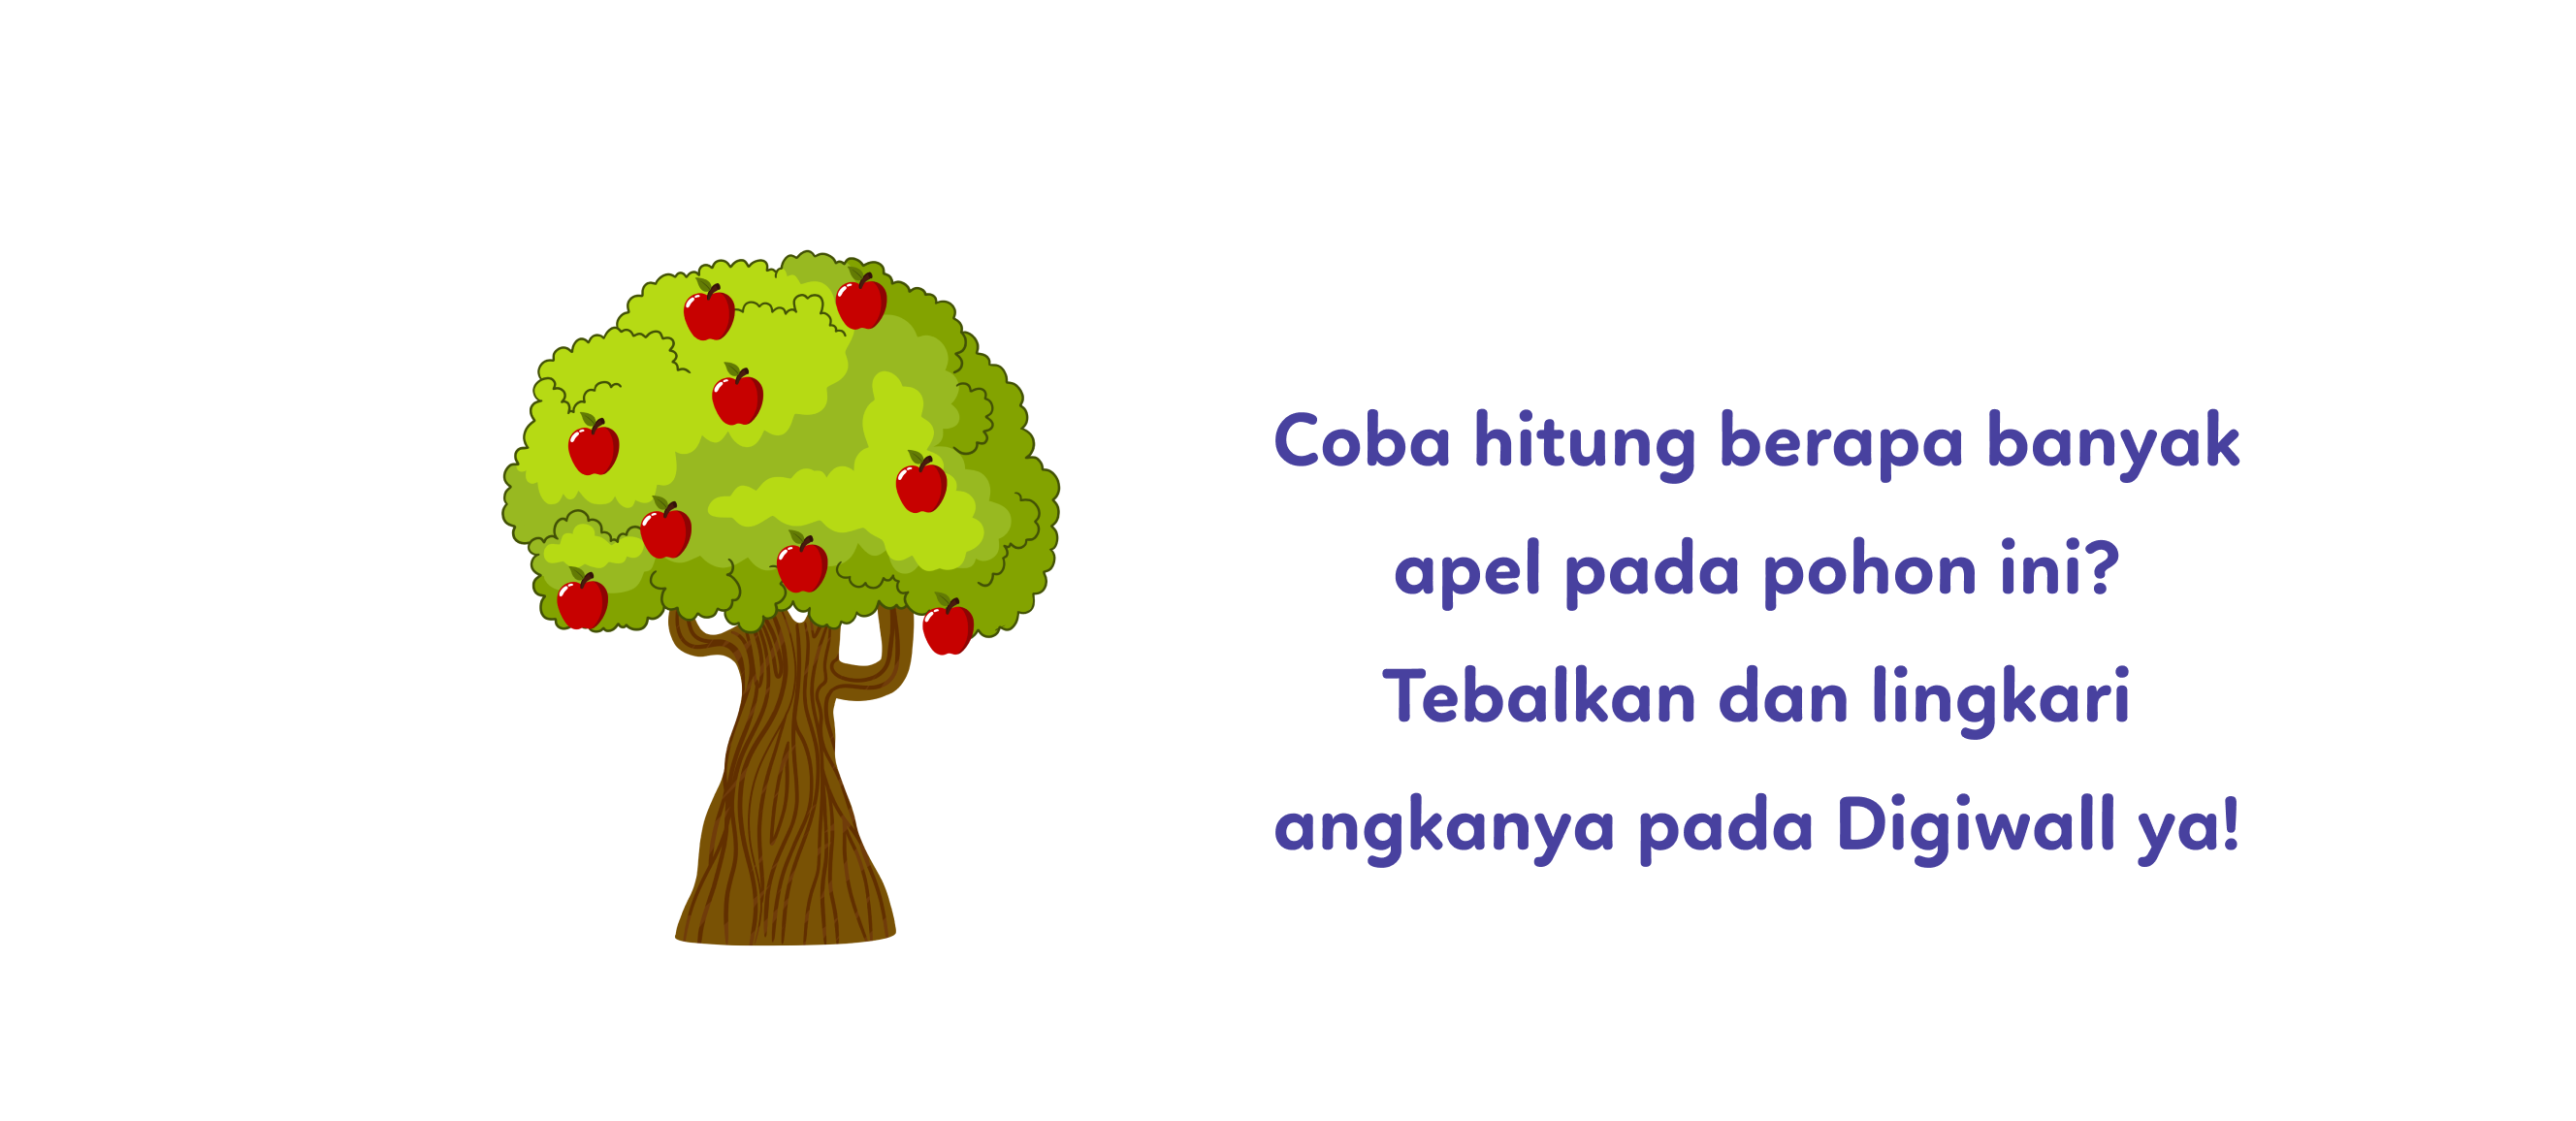 Coba hitung berapa banyak
apel pada pohon ini?
Tebalkan dan lingkari
angkanya pada Digiwall ya!